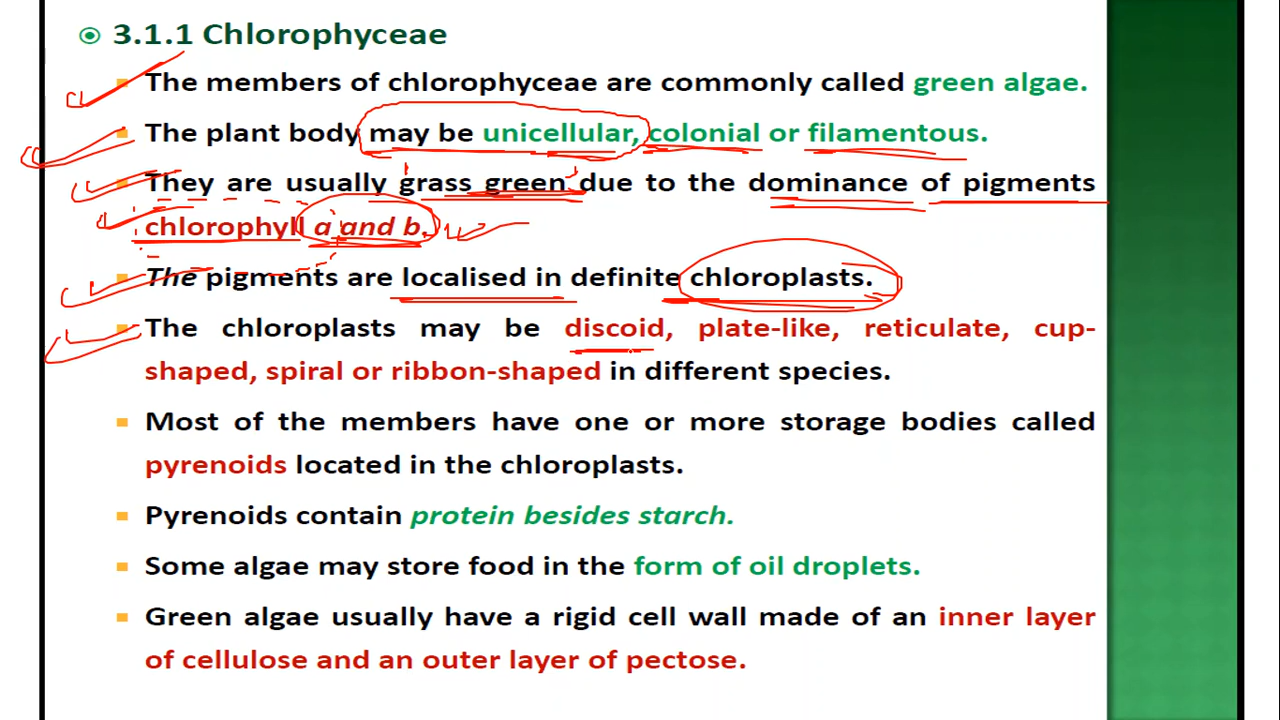 3.1.1 Chlorophyceae
The members of chlorophyceae are commonly called green algae.
The plant body may be unicellular, colonial or filamentous.
They are usually grass green due to the dominance of pigments
chlorophyll a and b.
The pigments are localised in definite chloroplasts.
The chloroplasts may be discoid, plate-like, reticulate, cup-
shaped, spiral or ribbon-shaped in different species.
Most of the members have one or more storage bodies called
pyrenoids located in the chloroplasts.
Pyrenoids contain protein besides starch.
Some algae may store food in the form of oil droplets.
Green algae usually have a rigid cell wall made of an inner layer
of cellulose and an outer layer of pectose.